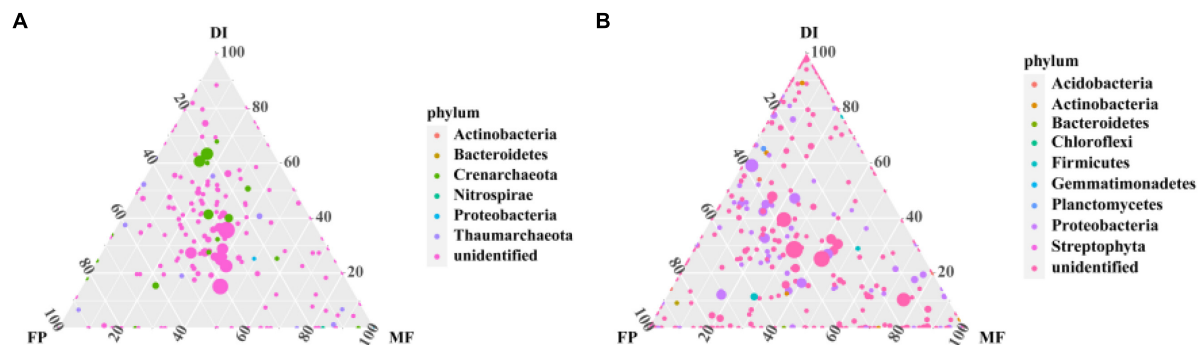 A
B
DI
100
80
60
40
20
20
40
60
80
100
FP
20
40
60
80
100
MF
phylum
Actinobacteria
Bacteroidetes
Crenarchaeota
Nitrospirae
Proteobacteria
Thaumarchaeota
unidentified
DI
100
80
60
40
20
20
40
60
80
100
FP
20
40
60
80
100
MF
phylum
Acidobacteria
Actinobacteria
Bacteroidetes
Chloroflexi
Firmicutes
Gemmatimonadetes
Planctomycetes
Proteobacteria
Streptophyta
unidentified